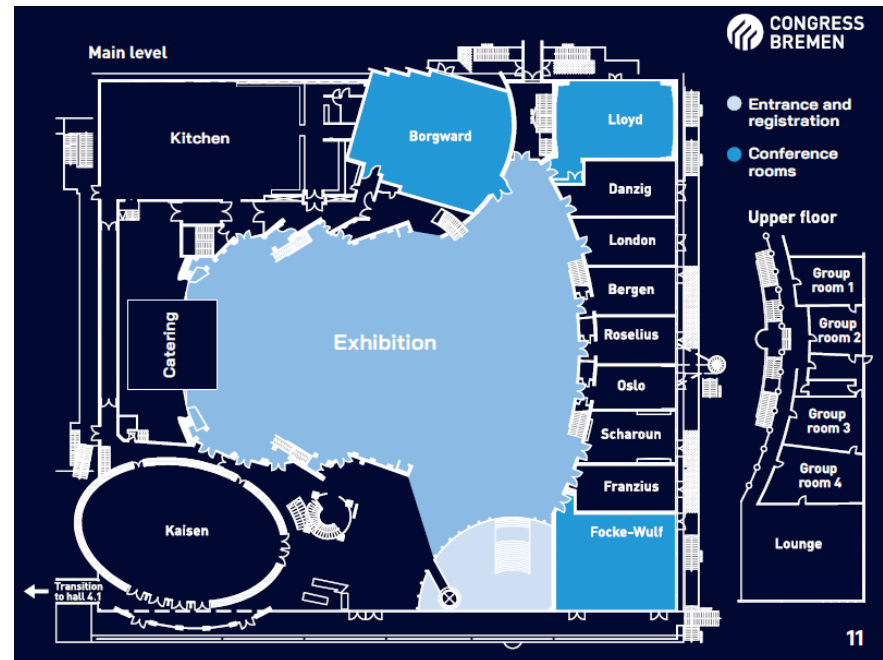 Main level
CONGRESS
BREMEN
Entrance and
registration
Conference
rooms
Kitchen
Borgward
Lloyd
Danzig
London
Bergen
Roselius
Oslo
Scharoun
Franzius
Focke-Wulf
Exhibition
Catering
Kaisen
Transition
to hall 4.1
Upper floor
Group
room 1
Group
room 2
Group
room 3
Group
room 4
Lounge
11